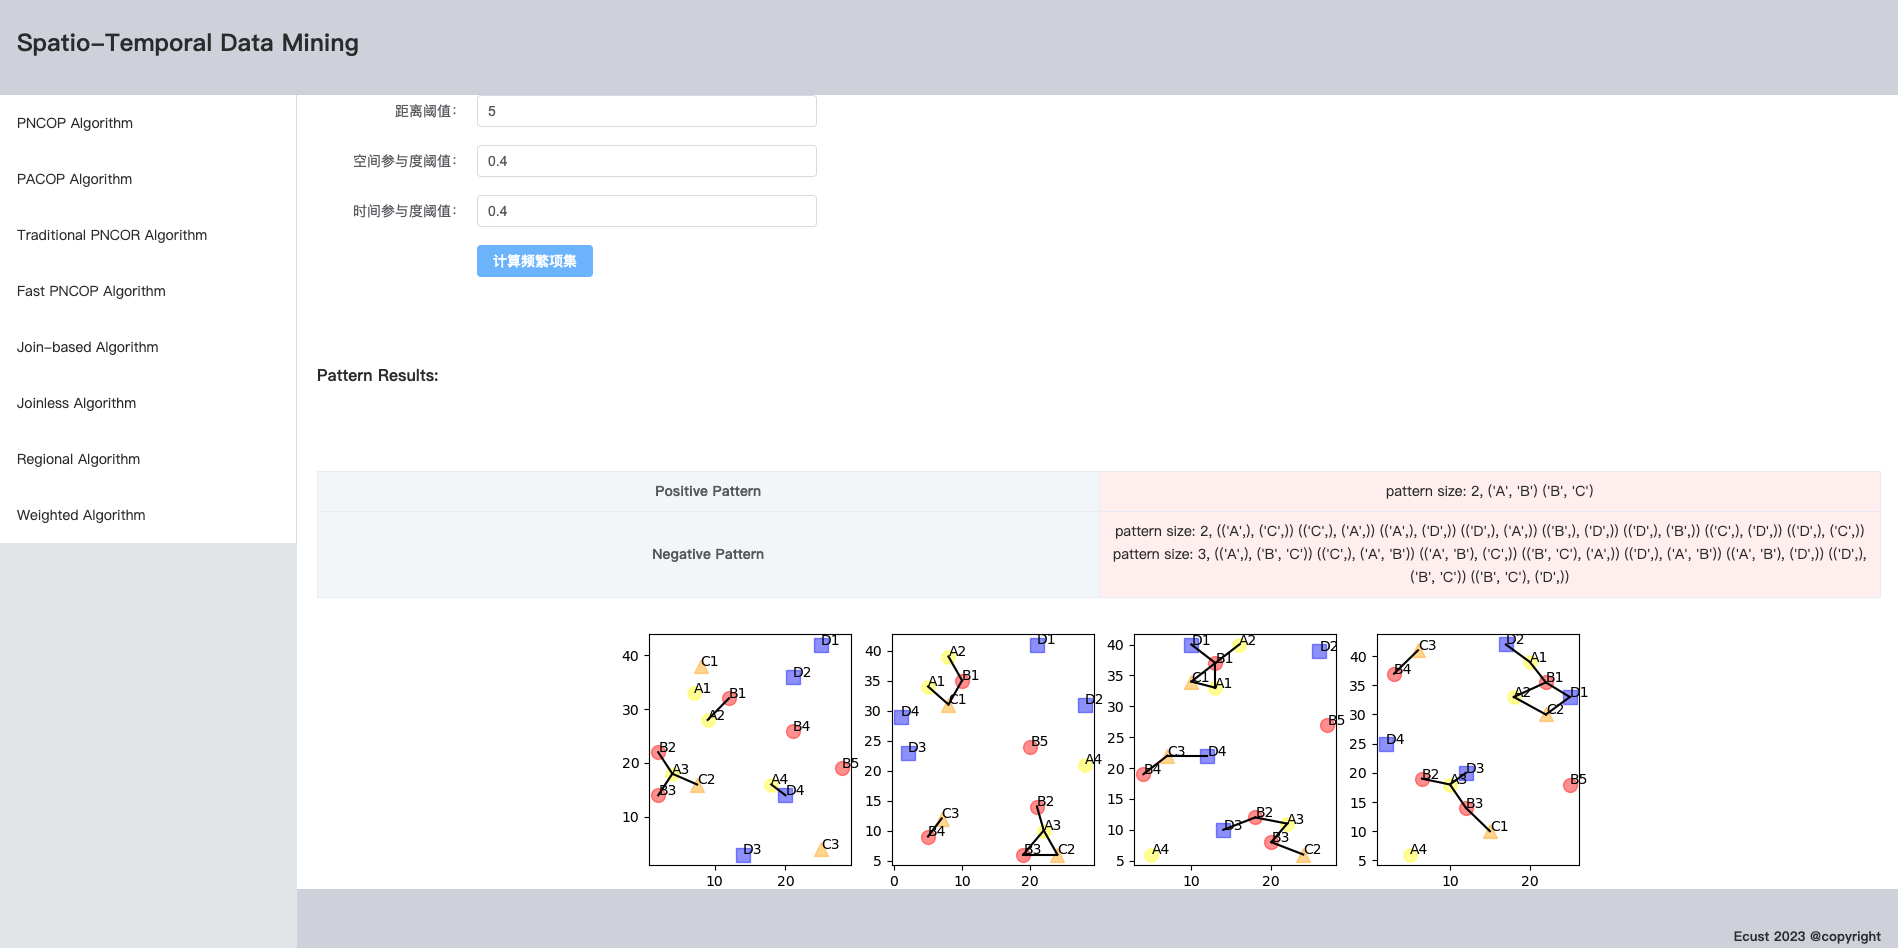 Spatio-Temporal Data Mining
PNCOP Algorithm
PACOP Algorithm
Traditional PNCOR Algorithm
Fast PNCOP Algorithm
Join-based Algorithm
Joinless Algorithm
Regional Algorithm
Weighted Algorithm
距离阈值： 5
空间参与度阈值： 0.4
时间参与度阈值： 0.4
计算频繁项集
Pattern Results:
Positive Pattern
pattern size: 2, ('A', 'B') ('B', 'C')
Negative Pattern
pattern size: 2, (('A',), ('C',)) (('C',), ('A',)) (('A',), ('D',)) (('D',), ('A',)) (('B',), ('D',)) (('D',), ('B',)) (('C',), ('D',)) (('D',), ('C',))
pattern size: 3, (('A',), ('B', 'C')) (('C',), ('A', 'B')) (('A', 'B'), ('C',)) (('B', 'C'), ('A',)) (('D',), ('A', 'B')) (('A', 'B'), ('D',)) (('D',),
('B', 'C')) (('B', 'C'), ('D',))
D1
40
C1
D2
A1
B1
30
A2
B4
B2
20
A3
B5
C2
A4
B3
D4
10
D3
C3
10 20
D1
40
A2
35
A1
B1
30
C1
D2
D4
25
D3
B5
20
A4
15
B2
C3
10
B4
A3
5
B3
C2
0 10 20
40
D1
A2
D2
35
B1
C1
A1
30
25
B5
20
C3
D4
B4
15
10
D3
B2
A3
B3
5
A4
C2
10 20
D2
40
C3
A1
35
B4
B1
A2
D1
30
C2
25
D4
20
B2
D3
A3
B5
15
B3
10
C1
5
A4
10 20
Ecust 2023 @copyright